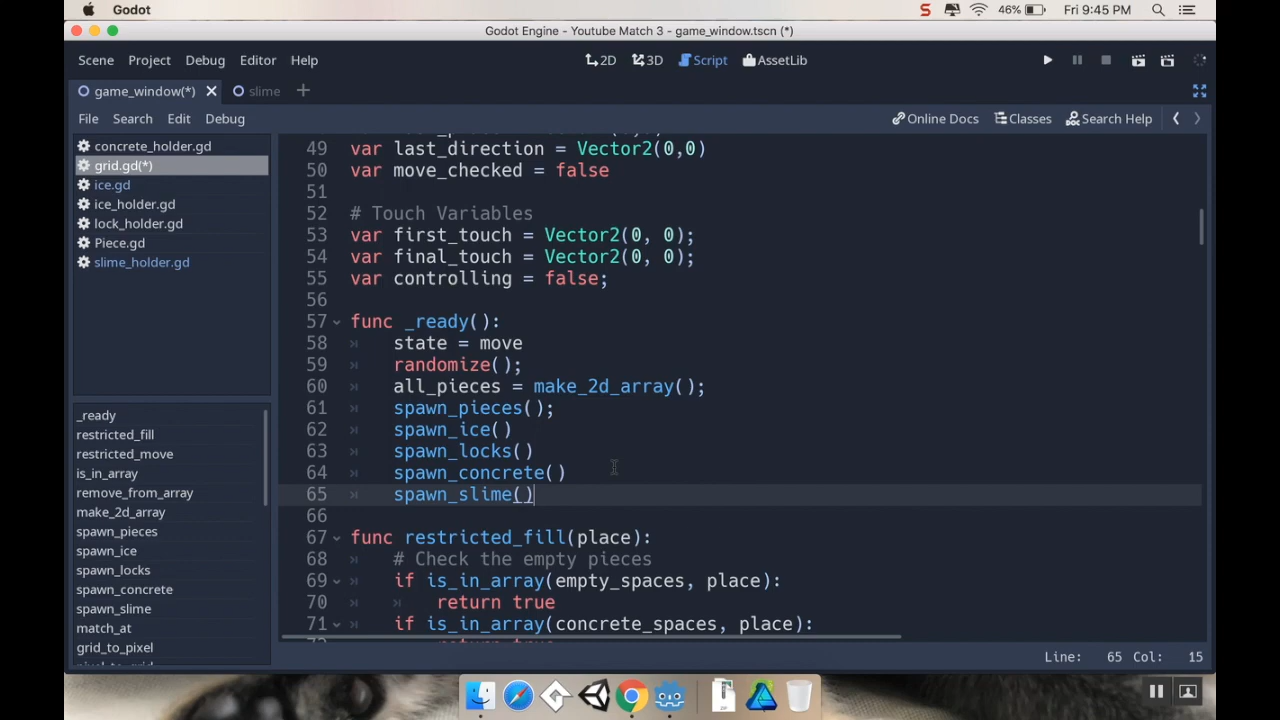 Godot
46%
Fri 9:45 PM
Godot Engine - Youtube Match 3 - game_window.tscn (*)
Scene Project Debug Editor Help
2D 3D Script AssetLib
game_window(*)
slime
File Search Edit Debug
Online Docs Classes Search Help
concrete_holder.gd
grid.gd(*)
ice.gd
ice_holder.gd
lock_holder.gd
Piece.gd
slime_holder.gd
_ready
restricted_fill
restricted_move
is_in_array
remove_from_array
make_2d_array
spawn_pieces
spawn_ice
spawn_locks
spawn_concrete
spawn_slime
match_at
grid_to_pixel
49 var last_direction = Vector2(0,0)
50 var move_checked = false
51
52 # Touch Variables
53 var first_touch = Vector2(0, 0);
54 var final_touch = Vector2(0, 0);
55 var controlling = false;
56
57 func _ready():
58 state = move
59 randomize();
60 all_pieces = make_2d_array();
61 spawn_pieces();
62 spawn_ice()
63 spawn_locks()
64 spawn_concrete()
65 spawn_slime()
66
67 func restricted_fill(place):
68 # Check the empty pieces
69 if is_in_array(empty_spaces, place):
70 return true
71 if is_in_array(concrete_spaces, place):
Line: 65 Col: 15